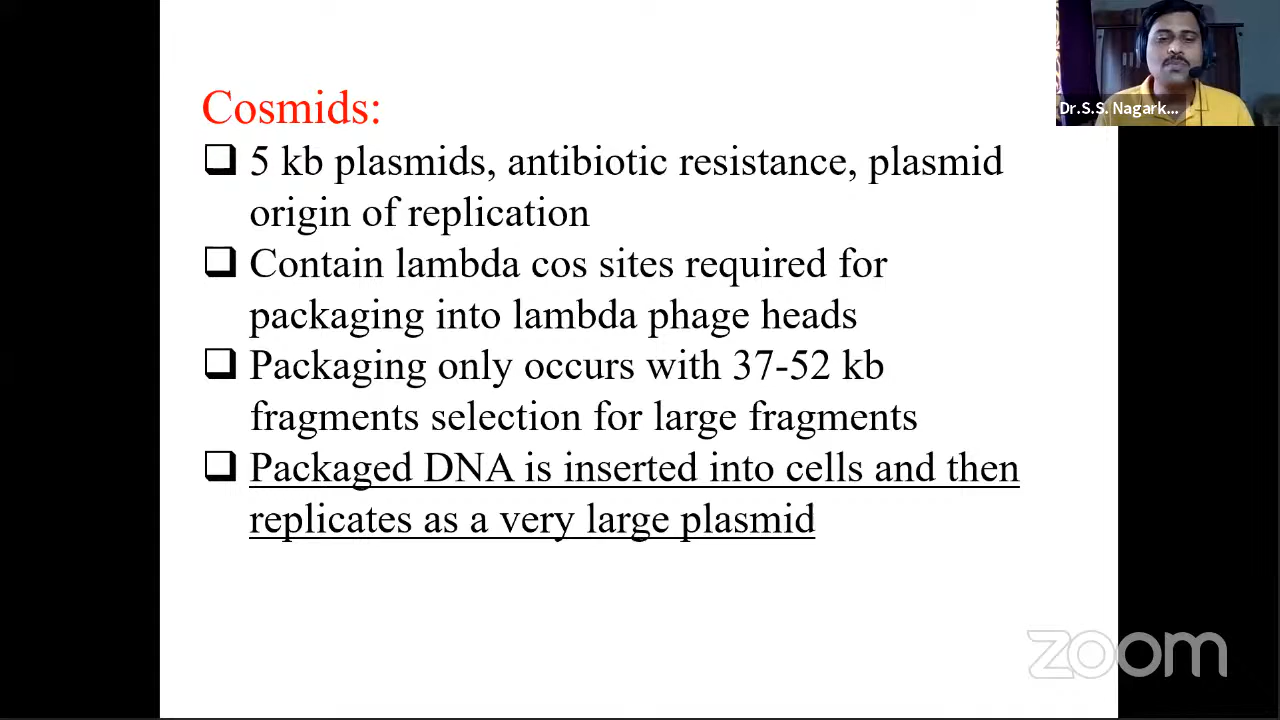 Cosmids:
❑ 5 kb plasmids, antibiotic resistance, plasmid
origin of replication
❑ Contain lambda cos sites required for
packaging into lambda phage heads
❑ Packaging only occurs with 37-52 kb
fragments selection for large fragments
❑ Packaged DNA is inserted into cells and then
replicates as a very large plasmid
Dr.S.S. Nagark...
zoom